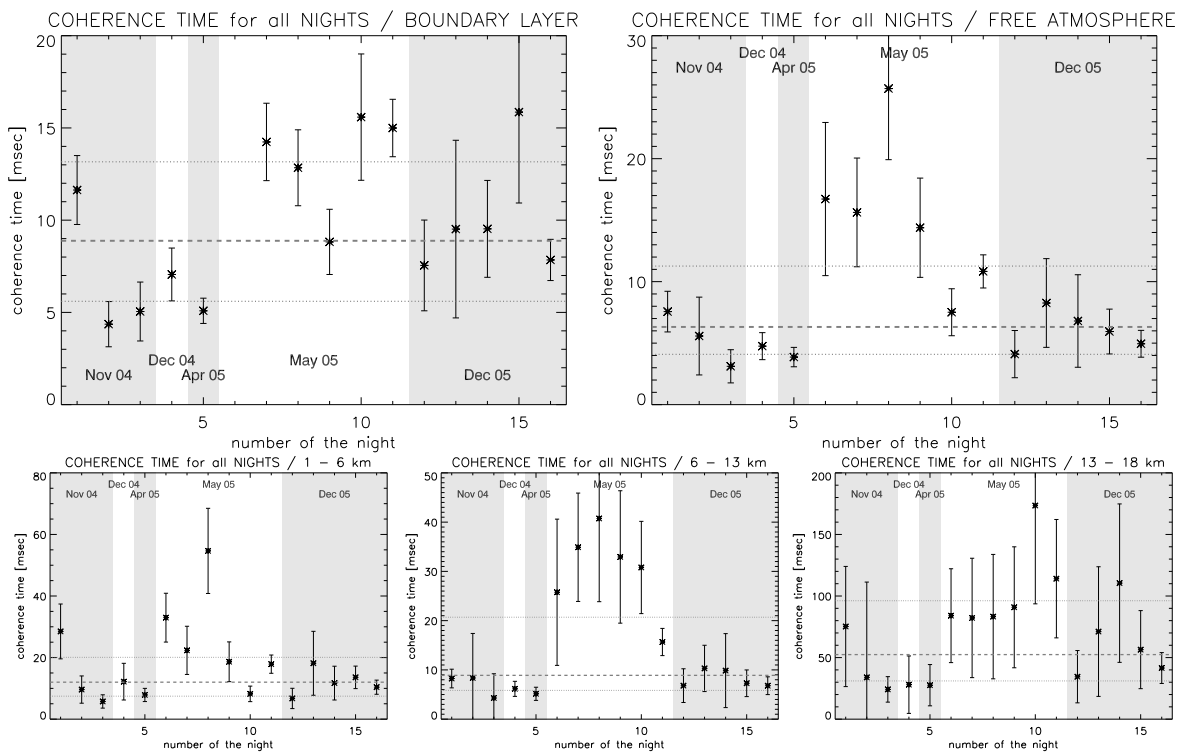 COHERENCE TIME for all NIGHTS / BOUNDARY LAYER
20
15
10
5
0
coherence time [msec]
Nov 04
Dec 04
Apr 05
May 05
Dec 05
5
10
15
number of the night
COHERENCE TIME for all NIGHTS / FREE ATMOSPHERE
30
20
10
0
coherence time [msec]
Nov 04
Dec 04
Apr 05
May 05
Dec 05
5
10
15
number of the night
COHERENCE TIME for all NIGHTS / 1 – 6 km
80
60
40
20
0
coherence time [msec]
Nov 04
Dec 04
Apr 05
May 05
Dec 05
5
10
15
number of the night
COHERENCE TIME for all NIGHTS / 6 – 13 km
50
40
30
20
10
0
coherence time [msec]
Nov 04
Dec 04
Apr 05
May 05
Dec 05
5
10
15
number of the night
COHERENCE TIME for all NIGHTS / 13 – 18 km
200
150
100
50
0
coherence time [msec]
Nov 04
Dec 04
Apr 05
May 05
Dec 05
5
10
15
number of the night